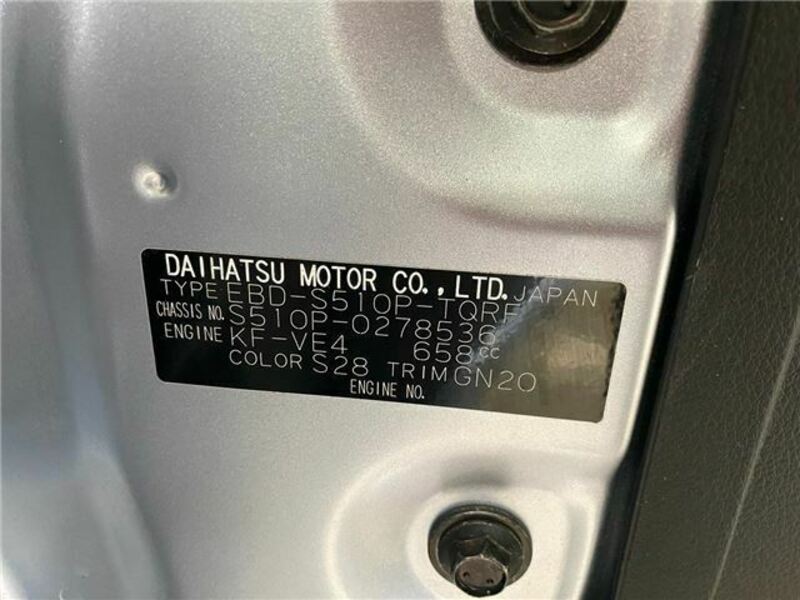 DAIHATSU MOTOR CO., LTD. JAPAN
TYPE EBD-S510P-TQRF
CHASSIS NO. S510P-0278536
ENGINE KF-VE4 658cc
COLOR S28 TRIM GN20
ENGINE NO.